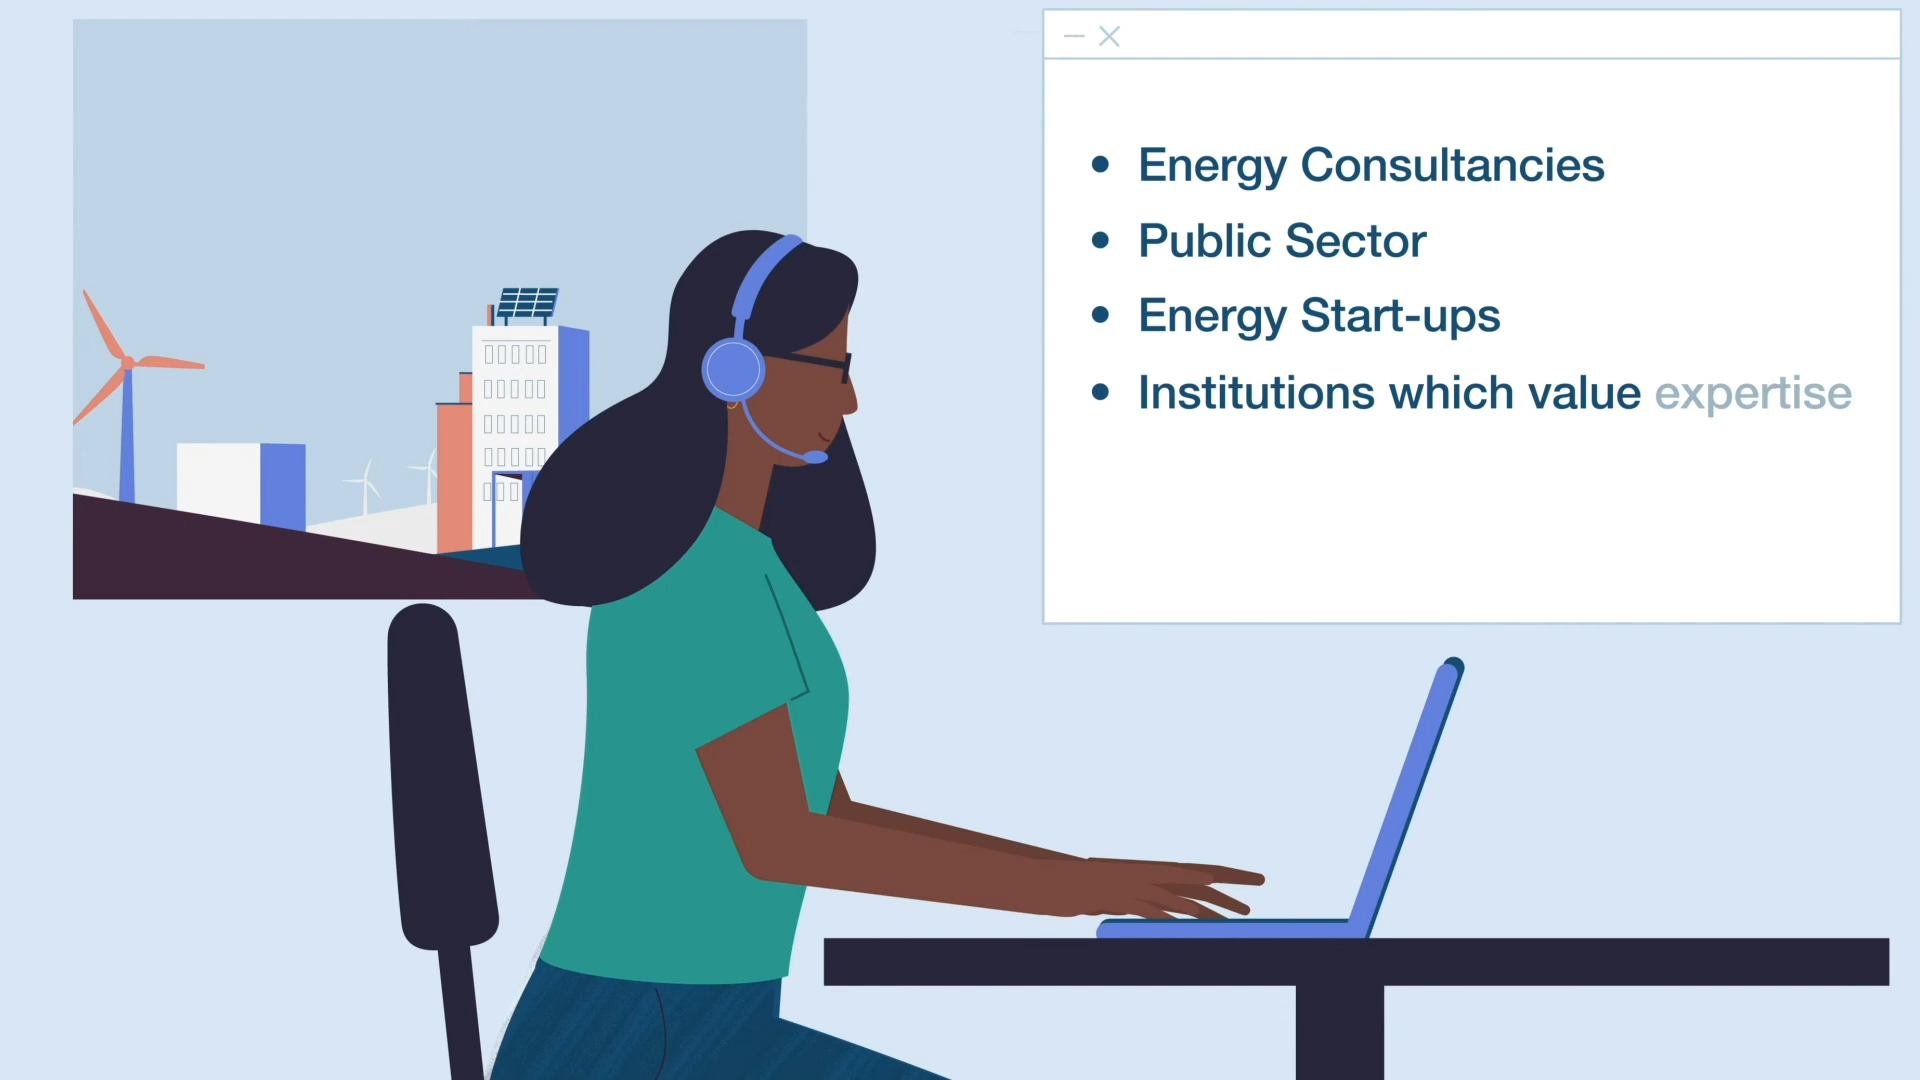 • Energy Consultancies
• Public Sector
• Energy Start-ups
• Institutions which value expertise